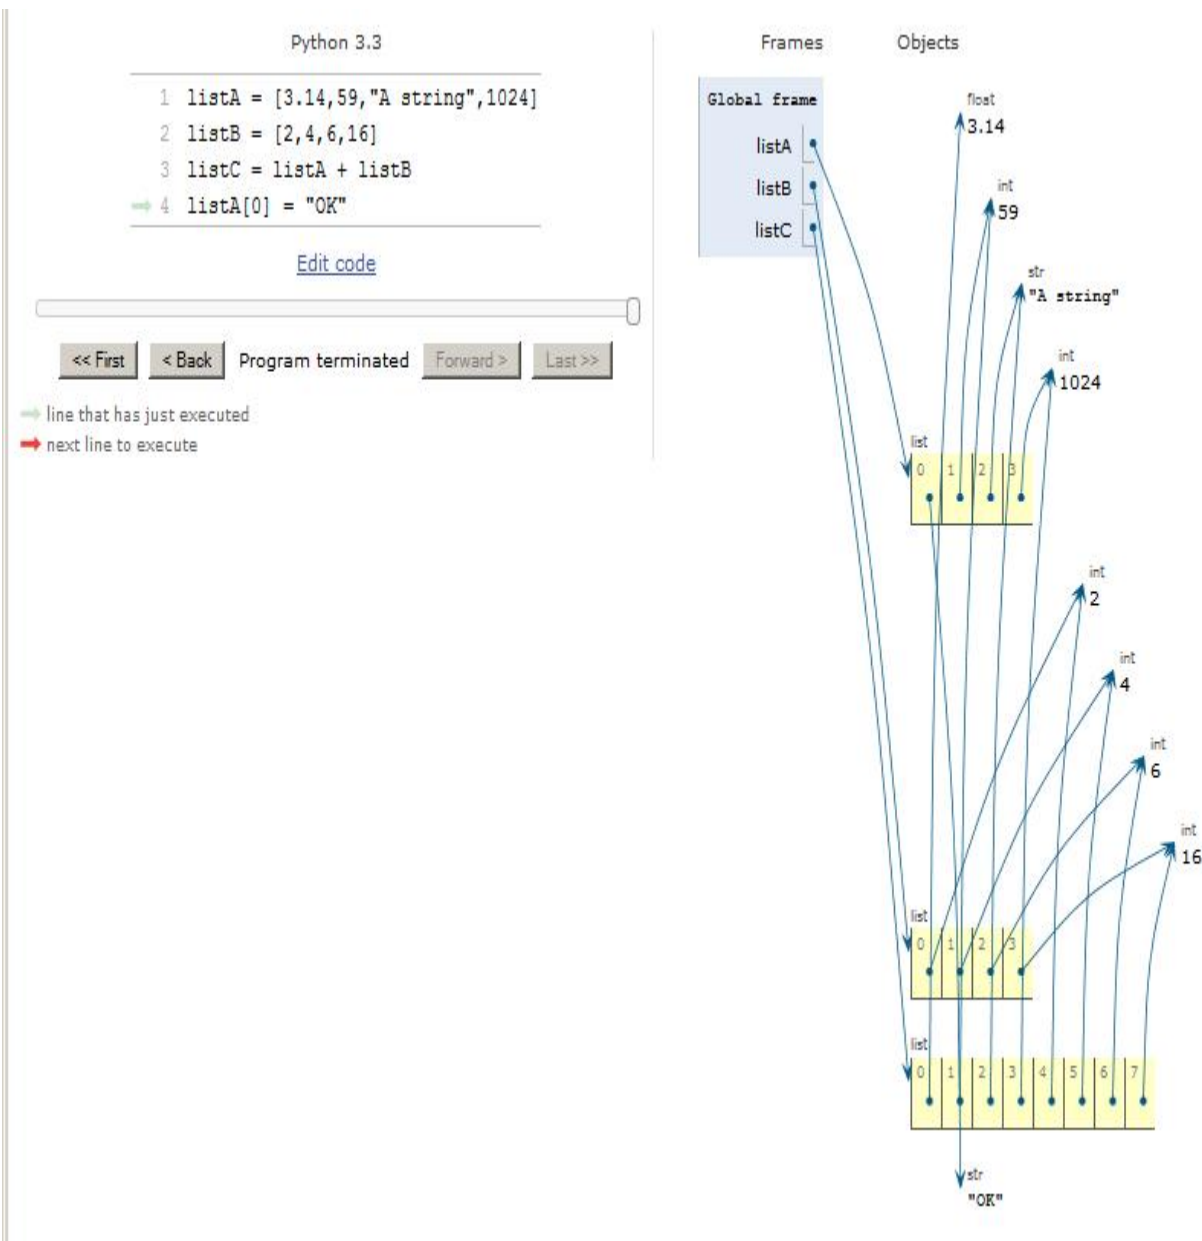 Python 3.3
1 listA = [3.14,59,"A string",1024]
2 listB = [2,4,6,16]
3 listC = listA + listB
4 listA[0] = "OK"
Edit code
<< First < Back Program terminated Forward > Last >>
line that has just executed
next line to execute
Frames Objects
Global frame
listA
listB
listC
float
3.14
int
59
str
"A string"
int
1024
list
0 1 2 3
int
2
int
4
int
6
int
16
list
0 1 2 3
list
0 1 2 3 4 5 6 7
str
"OK"